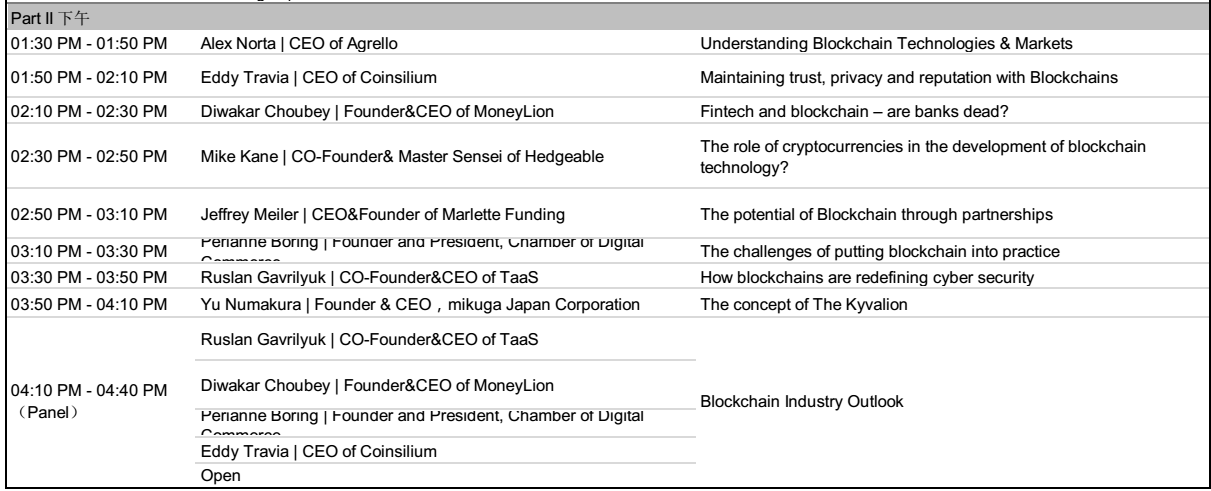 Part II 下午
01:30 PM - 01:50 PM Alex Norta | CEO of Agrello Understanding Blockchain Technologies & Markets
01:50 PM - 02:10 PM Eddy Travia | CEO of Coinsilium Maintaining trust, privacy and reputation with Blockchains
02:10 PM - 02:30 PM Diwakar Choubey | Founder&CEO of MoneyLion Fintech and blockchain – are banks dead?
02:30 PM - 02:50 PM Mike Kane | CO-Founder& Master Sensei of Hedgeable The role of cryptocurrencies in the development of blockchain
technology?
02:50 PM - 03:10 PM Jeffrey Meiler | CEO&Founder of Marlette Funding The potential of Blockchain through partnerships
03:10 PM - 03:30 PM Perianne Boring | Founder and President, Chamber of Digital
Commerce The challenges of putting blockchain into practice
03:30 PM - 03:50 PM Ruslan Gavrilyuk | CO-Founder&CEO of TaaS How blockchains are redefining cyber security
03:50 PM - 04:10 PM Yu Numakura | Founder & CEO，mikuga Japan Corporation The concept of The Kyvalion
04:10 PM - 04:40 PM
（Panel）
Ruslan Gavrilyuk | CO-Founder&CEO of TaaS
Diwakar Choubey | Founder&CEO of MoneyLion
Perianne Boring | Founder and President, Chamber of Digital
Commerce
Eddy Travia | CEO of Coinsilium
Open
Blockchain Industry Outlook